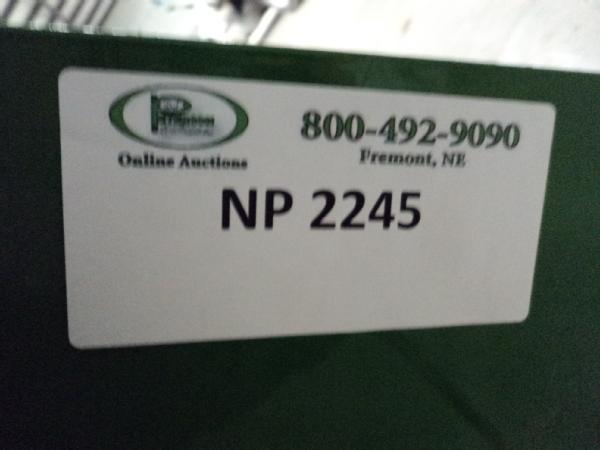 800-492-9090
Online Auctions
Fremont, NE
NP 2245